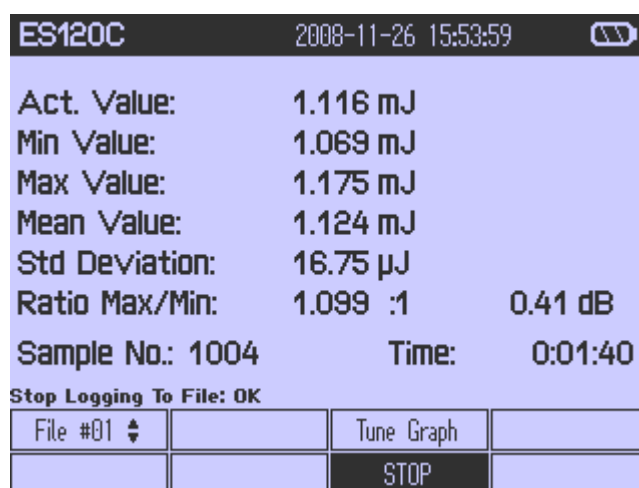 ES120C 2008-11-26 15:53:59
Act. Value: 1.116 mJ
Min Value: 1.069 mJ
Max Value: 1.175 mJ
Mean Value: 1.124 mJ
Std Deviation: 16.75 µJ
Ratio Max/Min: 1.099 :1 0.41 dB
Sample No.: 1004 Time: 0:01:40
Stop Logging To File: OK
File #01 Tune Graph
STOP